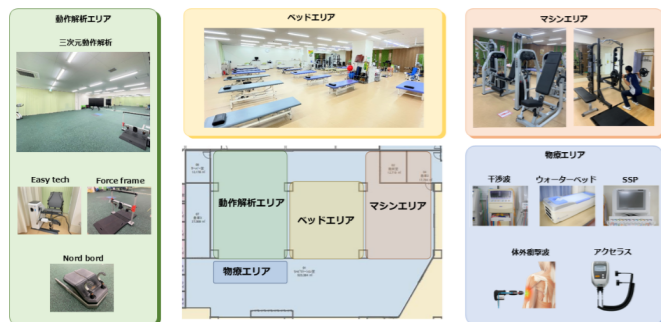 動作解析エリア
三次元動作解析
Easy tech
Force frame
Nord bord
ベッドエリア
マシンエリア
動作解析エリア
ベッドエリア
マシンエリア
物療エリア
物療エリア
干渉波
ウォーターベッド
SSP
体外衝撃波
アクセラス